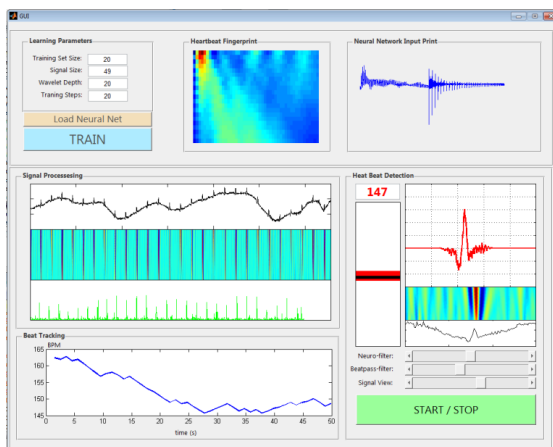 GUI
Learning Parameters
Training Set Size: 20
Signal Size: 49
Wavelet Depth: 20
Traning Steps: 20
Load Neural Net
TRAIN
Heartbeat Fingerprint
Neural Network Input Print
Signal Processesing
Beat Tracking
BPM
165
160
155
150
145
0 5 10 15 20 25 30 35 40 45 50
time (s)
Heat Beat Detection
147
Neuro-filter:
Beatpass-filter:
Signal View:
START / STOP